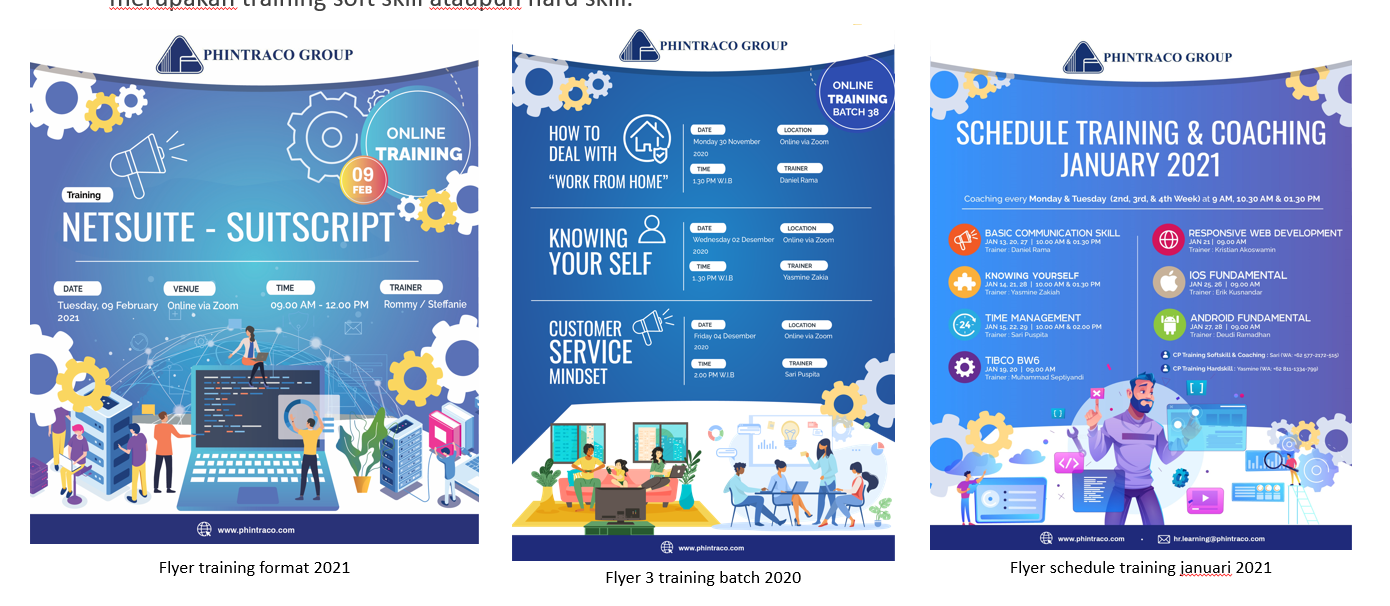 merupakan training soft skill ataupun hard skill.
PHINTRACO GROUP
ONLINE
TRAINING
09
FEB
Training
NETSUITE - SUITSCRIPT
DATE
Tuesday, 09 February
2021
VENUE
Online via Zoom
TIME
09.00 AM - 12.00 PM
TRAINER
Rommy / Steffanie
www.phintraco.com
Flyer training format 2021
PHINTRACO GROUP
ONLINE
TRAINING
BATCH 38
HOW TO
DEAL WITH
“WORK FROM HOME”
DATE
Monday 30 November
2020
LOCATION
Online via Zoom
TIME
1.30 PM W.I.B
TRAINER
Daniel Rama
KNOWING
YOUR SELF
DATE
Wednesday 02 Desember
2020
LOCATION
Online via Zoom
TIME
1.30 PM W.I.B
TRAINER
Yasmine Zakia
CUSTOMER
SERVICE
MINDSET
DATE
Friday 04 Desember
2020
LOCATION
Online via Zoom
TIME
2.00 PM W.I.B
TRAINER
Sari Puspita
www.phintraco.com
Flyer 3 training batch 2020
PHINTRACO GROUP
SCHEDULE TRAINING & COACHING
JANUARY 2021
Coaching every Monday & Tuesday (2nd, 3rd, & 4th Week) at 9 AM, 10.30 AM & 01.30 PM
BASIC COMMUNICATION SKILL
JAN 13, 20, 27 | 10.00 AM & 01.30 PM
Trainer : Daniel Rama
KNOWING YOURSELF
JAN 14, 21, 28 | 10.00 AM & 01.30 PM
Trainer : Yasmine Zakiah
24
TIME MANAGEMENT
JAN 15, 22, 29 | 10.00 AM & 02.00 PM
Trainer : Sari Puspita
TIBCO BW6
JAN 19, 20 | 09.00 AM
Trainer : Muhammad Septiyandi
RESPONSIVE WEB DEVELOPMENT
JAN 21 | 09.00 AM
Trainer : Kristian Akoswamin
IOS FUNDAMENTAL
JAN 25, 26 | 09.00 AM
Trainer : Erik Kusnandar
ANDROID FUNDAMENTAL
JAN 27, 28 | 09.00 AM
Trainer : Deudi Ramadhan
CP Training Softskill & Coaching : Sari (WA: +62 577-2172-515)
CP Training Hardskill : Yasmine (WA: +62 812-1334-799)
www.phintraco.com • hr.learning@phintraco.com
Flyer schedule training januari 2021